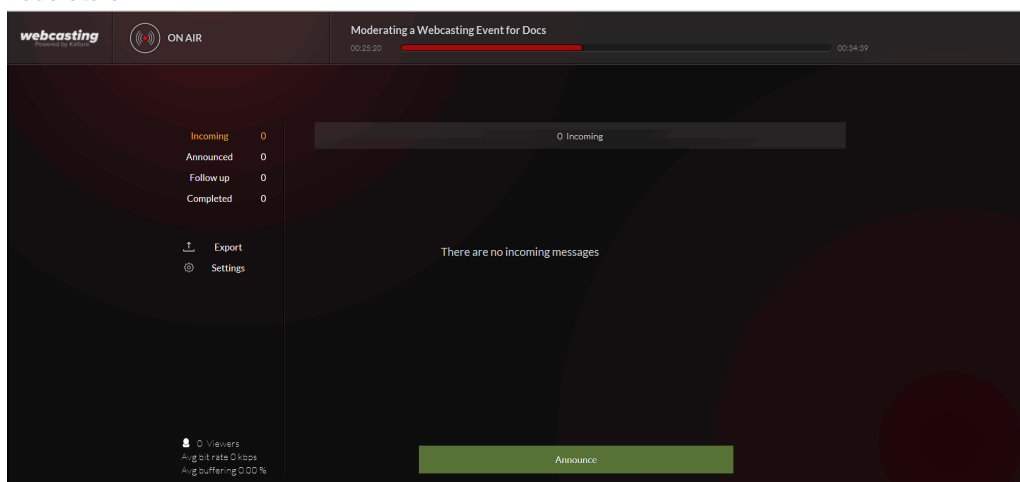 webcasting
Powered by Kaltura
ON AIR
Moderating a Webcasting Event for Docs
00:25:20
00:34:39
Incoming 0
Announced 0
Follow up 0
Completed 0
Export
Settings
0 Incoming
There are no incoming messages
0 Viewers
Avg bit rate 0 kbps
Avg buffering 0.00 %
Announce